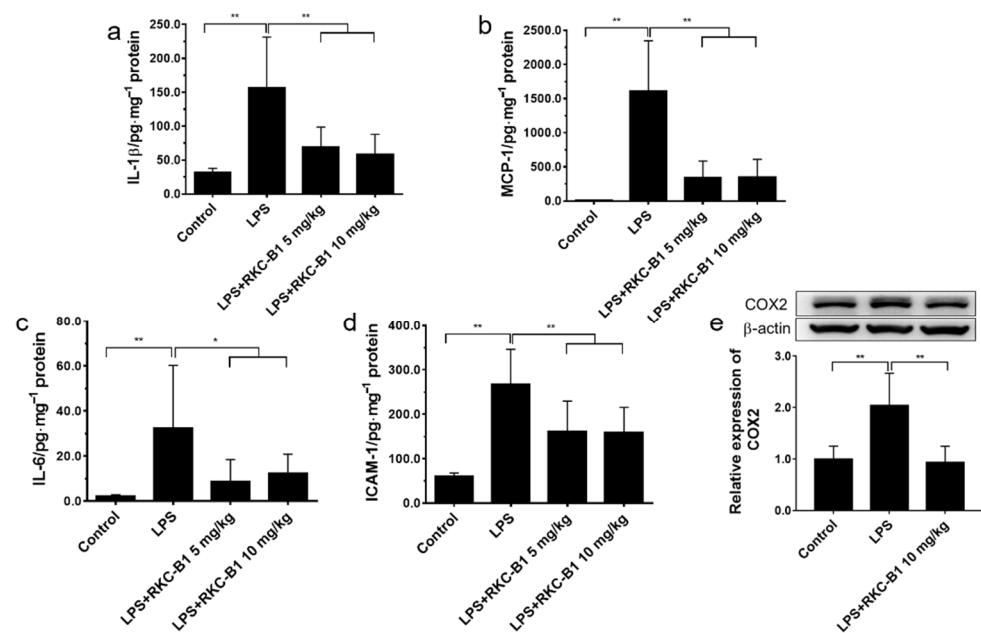 a
IL-1β/pg·mg⁻¹ protein
250.0
200.0
150.0
100.0
50.0
0.0
**
**
Control
LPS
LPS+RKC-B1 5 mg/kg
LPS+RKC-B1 10 mg/kg
b
MCP-1/pg·mg⁻¹ protein
2500.0
2000.0
1500.0
1000.0
500.0
0.0
**
**
Control
LPS
LPS+RKC-B1 5 mg/kg
LPS+RKC-B1 10 mg/kg
c
IL-6/pg·mg⁻¹ protein
80.0
60.0
40.0
20.0
0.0
**
*
Control
LPS
LPS+RKC-B1 5 mg/kg
LPS+RKC-B1 10 mg/kg
d
ICAM-1/pg·mg⁻¹ protein
400.0
300.0
200.0
100.0
0.0
**
**
Control
LPS
LPS+RKC-B1 5 mg/kg
LPS+RKC-B1 10 mg/kg
e
COX2
β-actin
Relative expression of
COX2
3.0
2.0
1.0
0.0
**
**
Control
LPS
LPS+RKC-B1 10 mg/kg